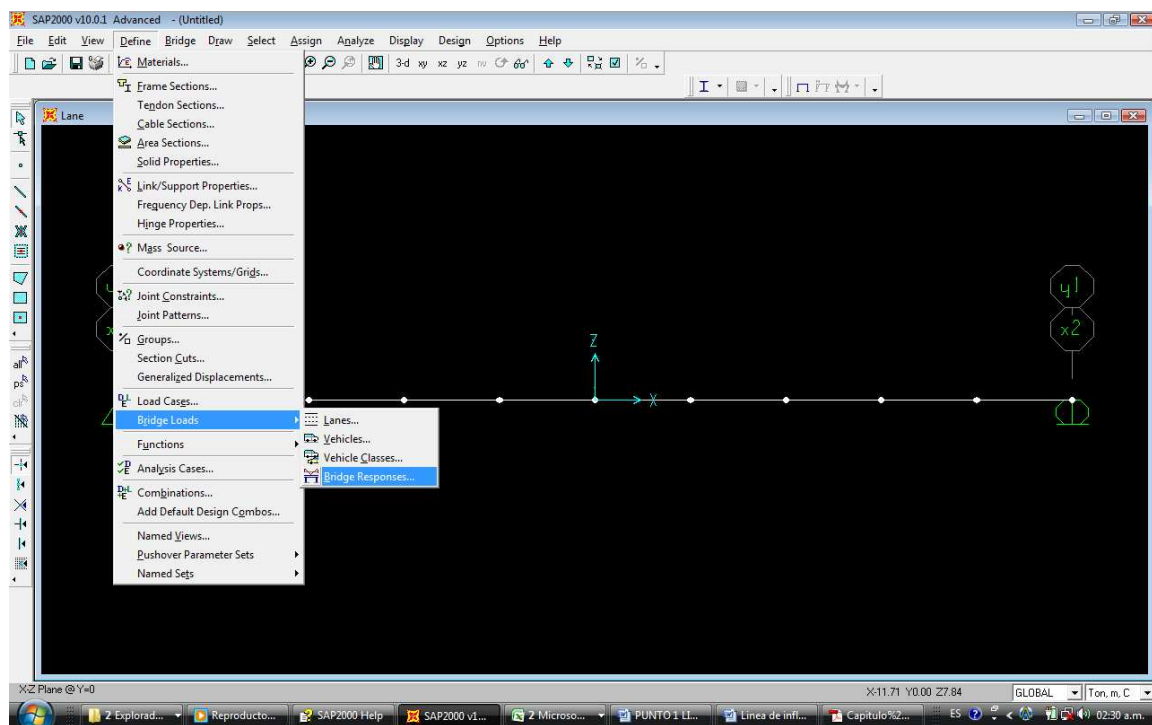 SAP2000 v10.0.1 Advanced - (Untitled)
File Edit View Define Bridge Draw Select Assign Analyze Display Design Options Help
3-d xy xz yz nv
Lane
Materials...
Frame Sections...
Tendon Sections...
Cable Sections...
Area Sections...
Solid Properties...
Link/Support Properties...
Frequency Dep. Link Props...
Hinge Properties...
Mass Source...
Coordinate Systems/Grids...
Joint Constraints...
Joint Patterns...
Groups...
Section Cuts...
Generalized Displacements...
Load Cases...
Bridge Loads
Functions
Analysis Cases...
Combinations...
Add Default Design Combos...
Named Views...
Pushover Parameter Sets
Named Sets
Lanes...
Vehicles...
Vehicle Classes...
Bridge Responses...
all
ps
clr
Z
X
y1
x2
X-Z Plane @ Y=0
X-11.71 Y0.00 Z7.84
GLOBAL
Ton, m, C
2 Explorad...
Reproducto...
SAP2000 Help
SAP2000 v1...
2 Microso...
PUNTO 1 LI...
Linea de infl...
Capitulo%2...
ES
02:30 a.m.